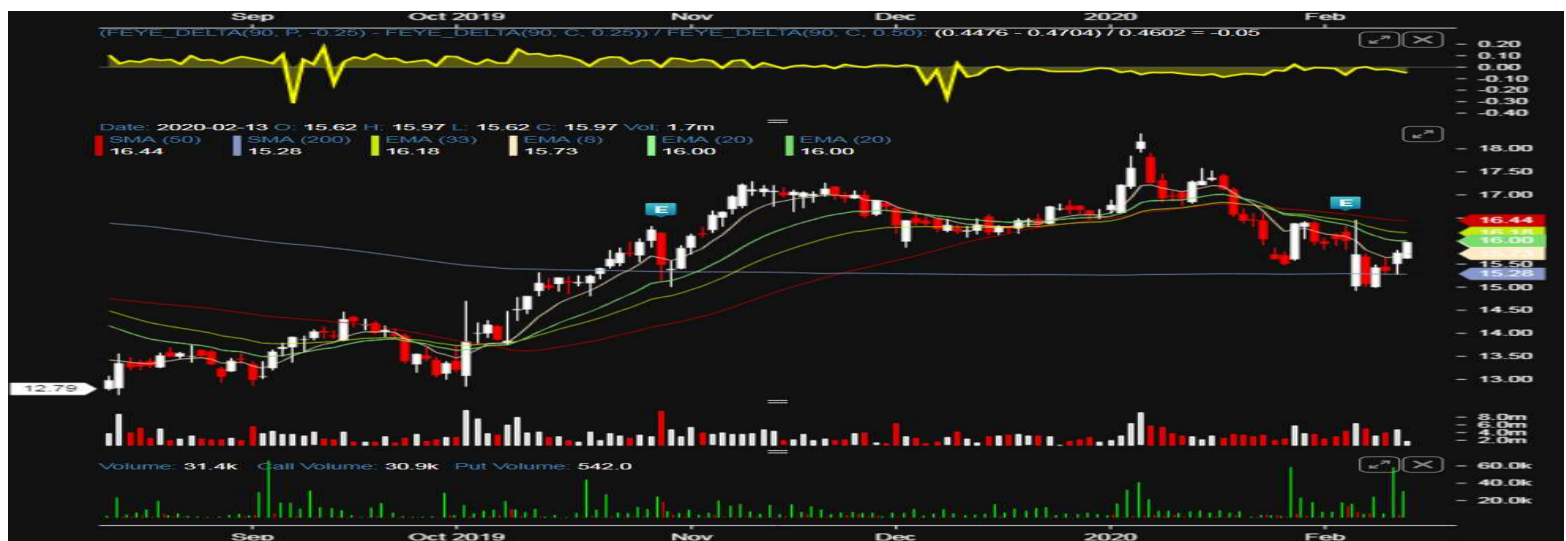 Sep Oct 2019 Nov Dec 2020 Feb
(FEYE_DELTA(90, P, -0.25) - FEYE_DELTA(90, C, 0.25)) / FEYE_DELTA(90, C, 0.50): (0.4476 - 0.4704) / 0.4602 = -0.05
0.20
0.10
0.00
-0.10
-0.20
-0.30
-0.40
Date: 2020-02-13 O: 15.62 H: 15.97 L: 15.62 C: 15.97 Vol: 1.7m
SMA (50) SMA (200) EMA (33) EMA (8) EMA (20) EMA (20)
16.44 15.28 16.18 15.73 16.00 16.00
18.00
17.50
17.00
E E
16.44
16.18
16.00
15.50
15.28
15.00
14.50
14.00
13.50
13.00
12.79
8.0m
6.0m
4.0m
2.0m
Volume: 31.4k Call Volume: 30.9k Put Volume: 542.0
60.0k
40.0k
20.0k
Sep Oct 2019 Nov Dec 2020 Feb